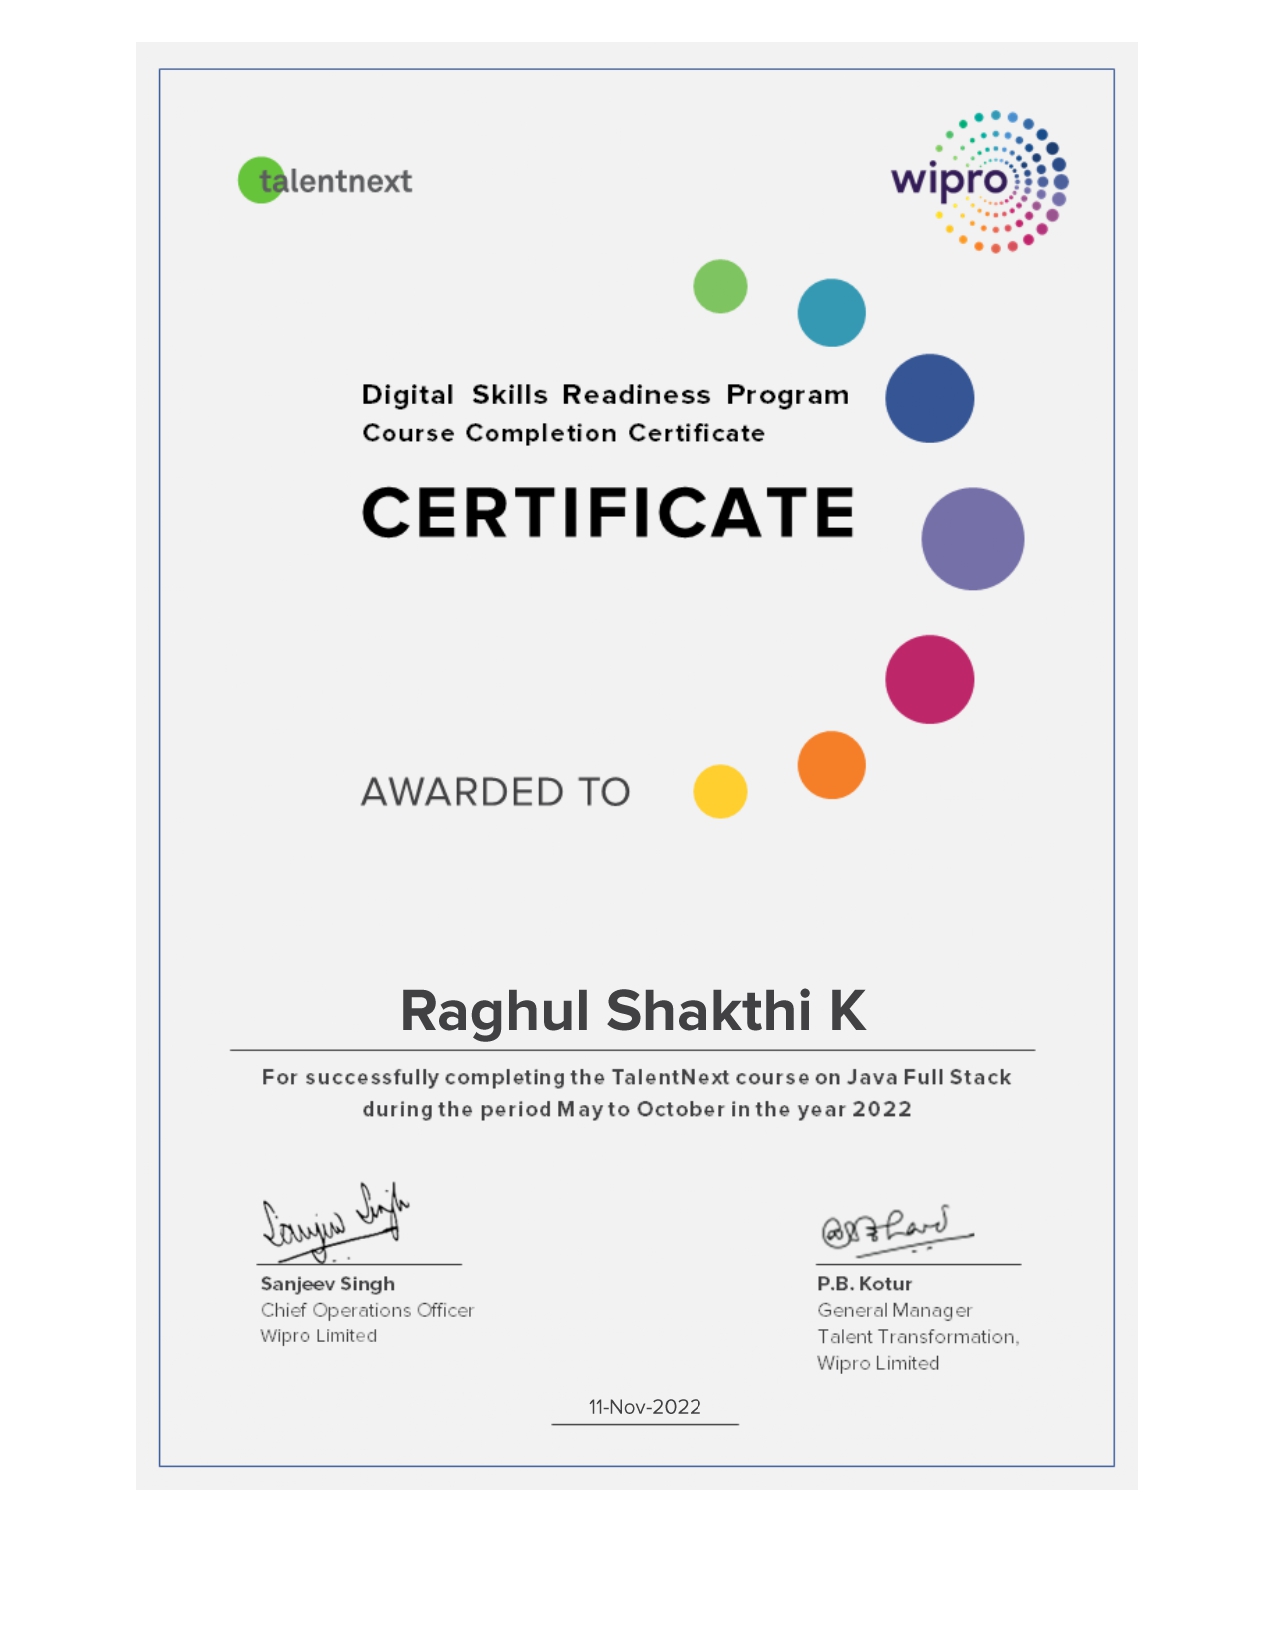 talentnext
wipro
Digital Skills Readiness Program
Course Completion Certificate
CERTIFICATE
AWARDED TO
Raghul Shakthi K
For successfully completing the TalentNext course on Java Full Stack
during the period May to October in the year 2022
Sanjeev Singh
Sanjeev Singh
Chief Operations Officer
Wipro Limited
P.B. Kotur
General Manager
Talent Transformation,
Wipro Limited
11-Nov-2022